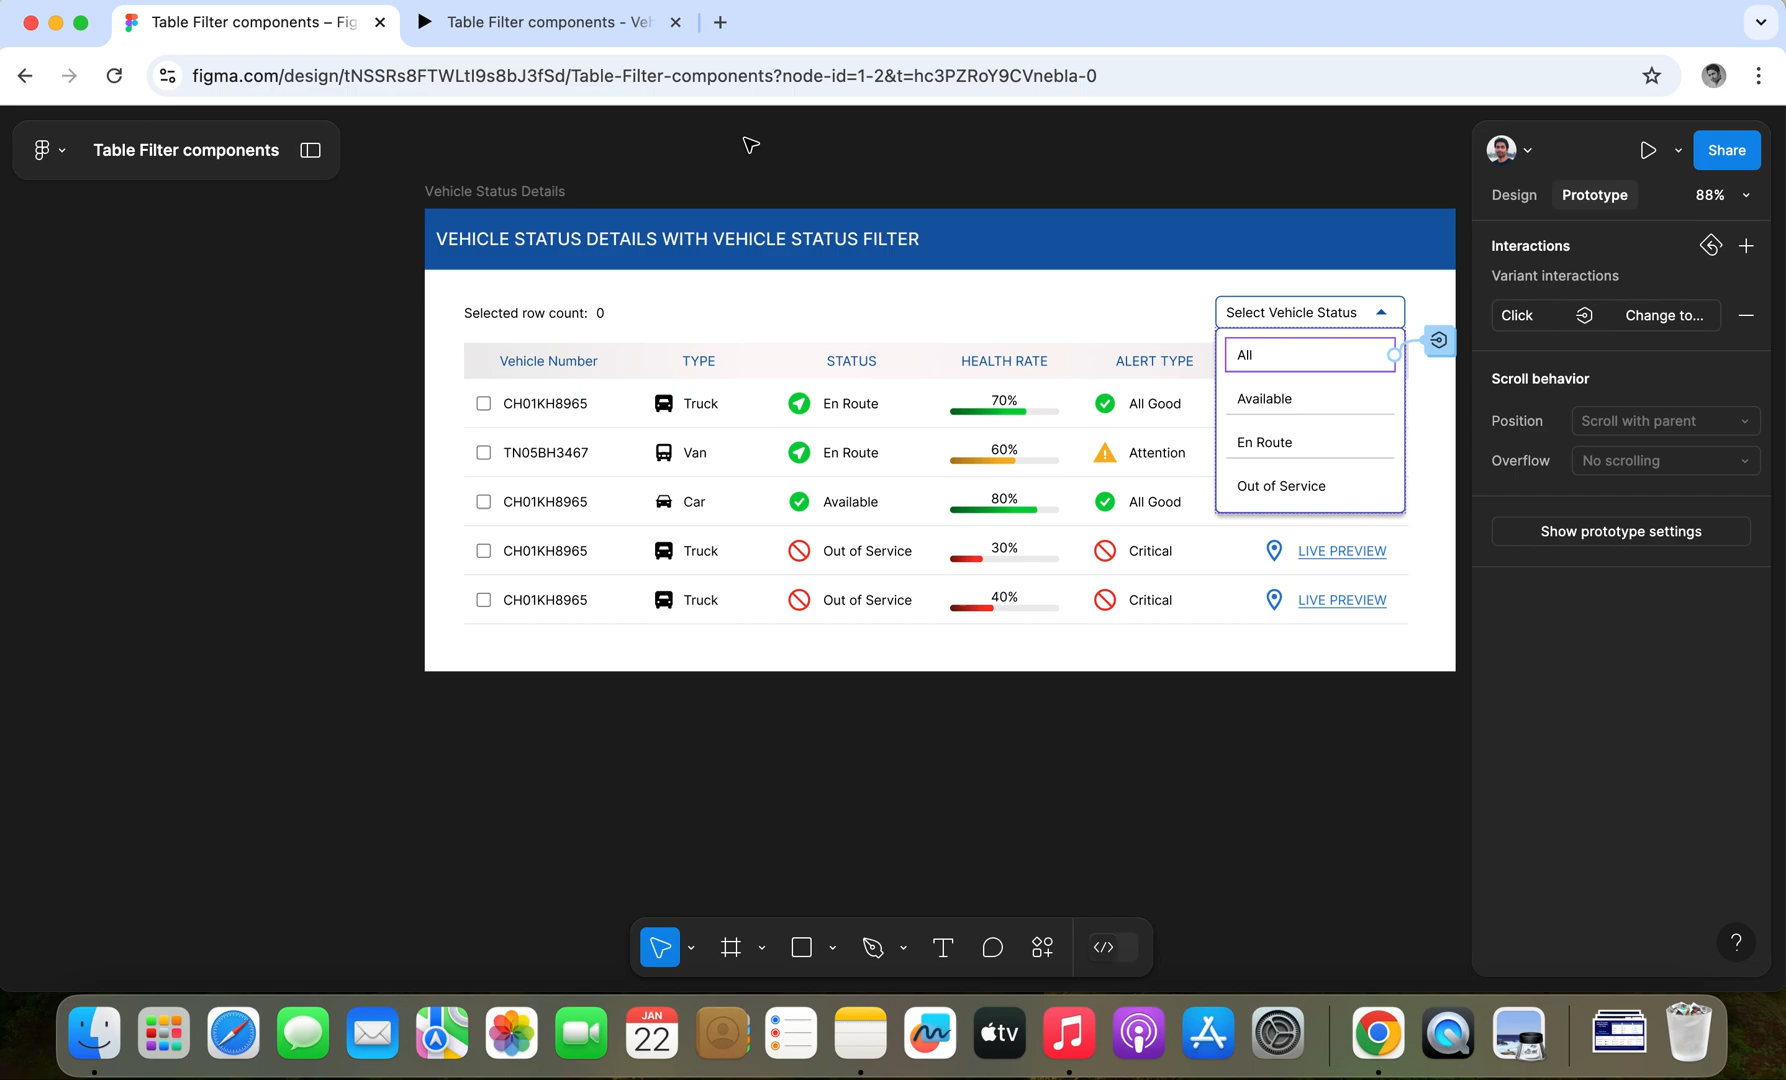 Table Filter components – Fig
Table Filter components - Veh
figma.com/design/tNSSRs8FTWLtI9s8bJ3fSd/Table-Filter-components?node-id=1-2&t=hc3PZRoY9CVnebla-0
Table Filter components
Share
Design Prototype 88%
Vehicle Status Details
VEHICLE STATUS DETAILS WITH VEHICLE STATUS FILTER
Selected row count: 0
Select Vehicle Status
Vehicle Number TYPE STATUS HEALTH RATE ALERT TYPE
CH01KH8965 Truck En Route 70% All Good
TN05BH3467 Van En Route 60% Attention
CH01KH8965 Car Available 80% All Good
CH01KH8965 Truck Out of Service 30% Critical LIVE PREVIEW
CH01KH8965 Truck Out of Service 40% Critical LIVE PREVIEW
All
Available
En Route
Out of Service
Interactions
Variant interactions
Click Change to...
Scroll behavior
Position Scroll with parent
Overflow No scrolling
Show prototype settings
?
JAN
22
tv